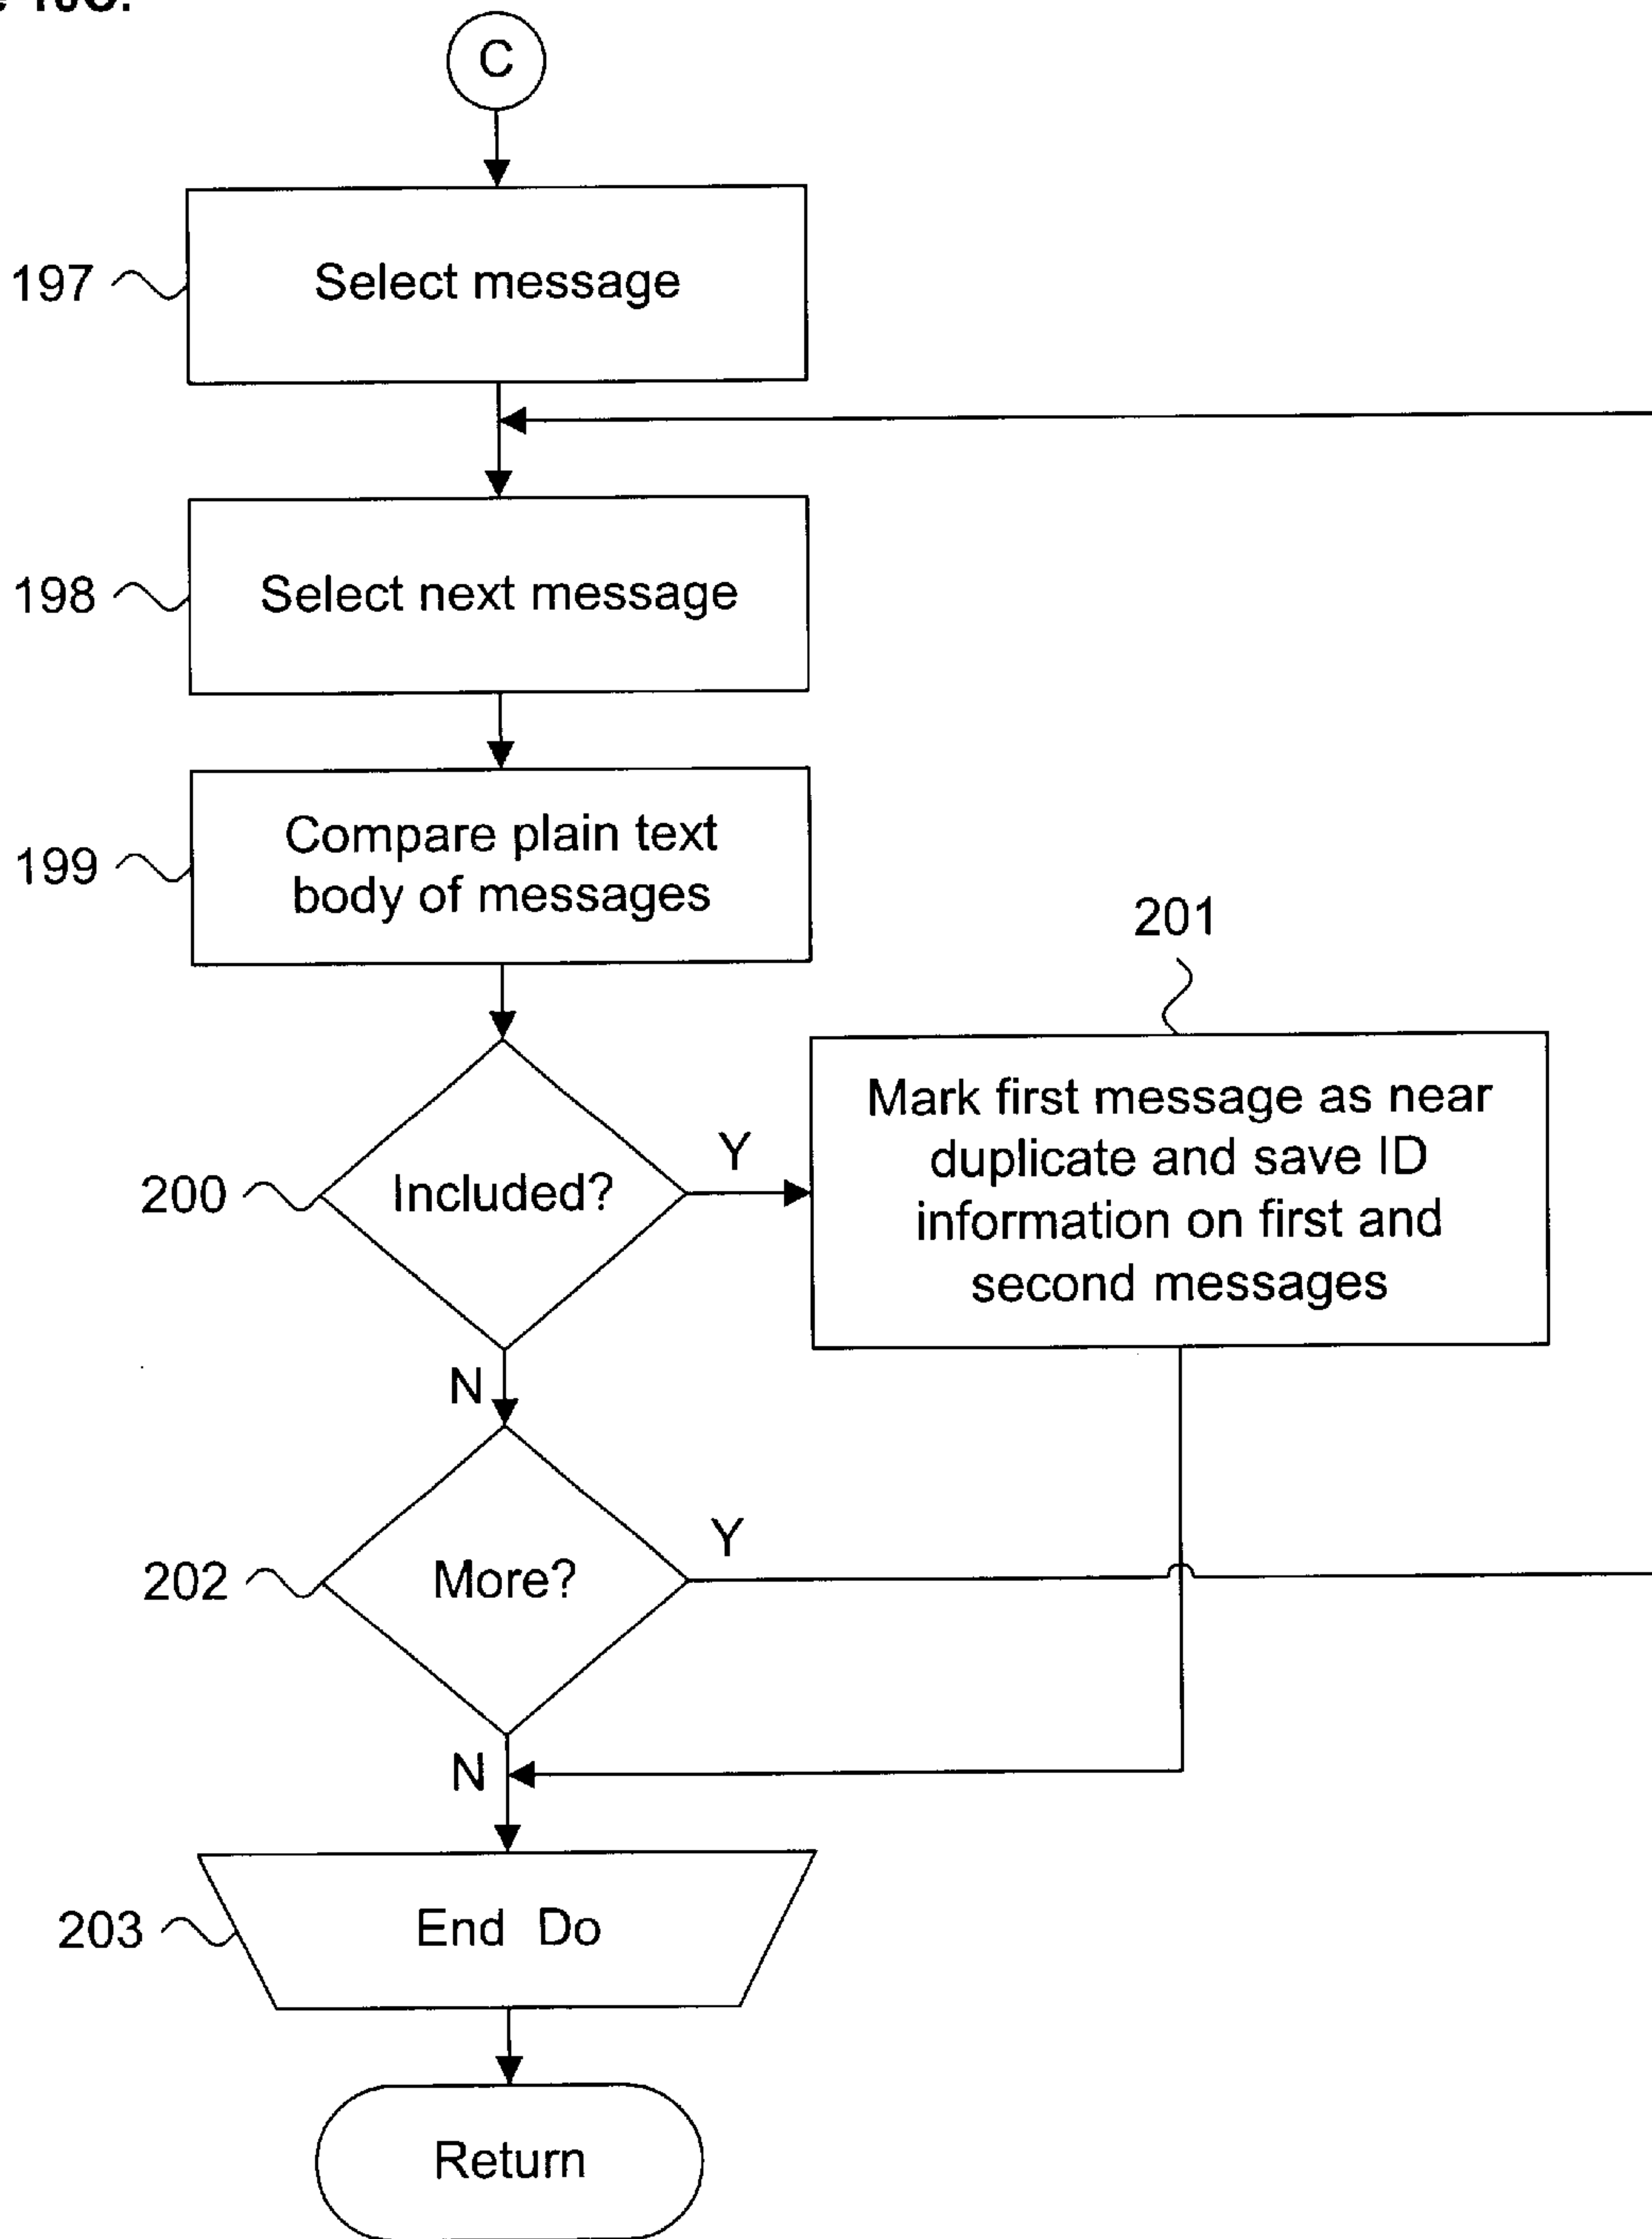 C
197
Select message
198
Select next message
199
Compare plain text
body of messages
201
Mark first message as near
duplicate and save ID
information on first and
second messages
200
Included?
Y
N
202
More?
Y
N
203
End Do
Return